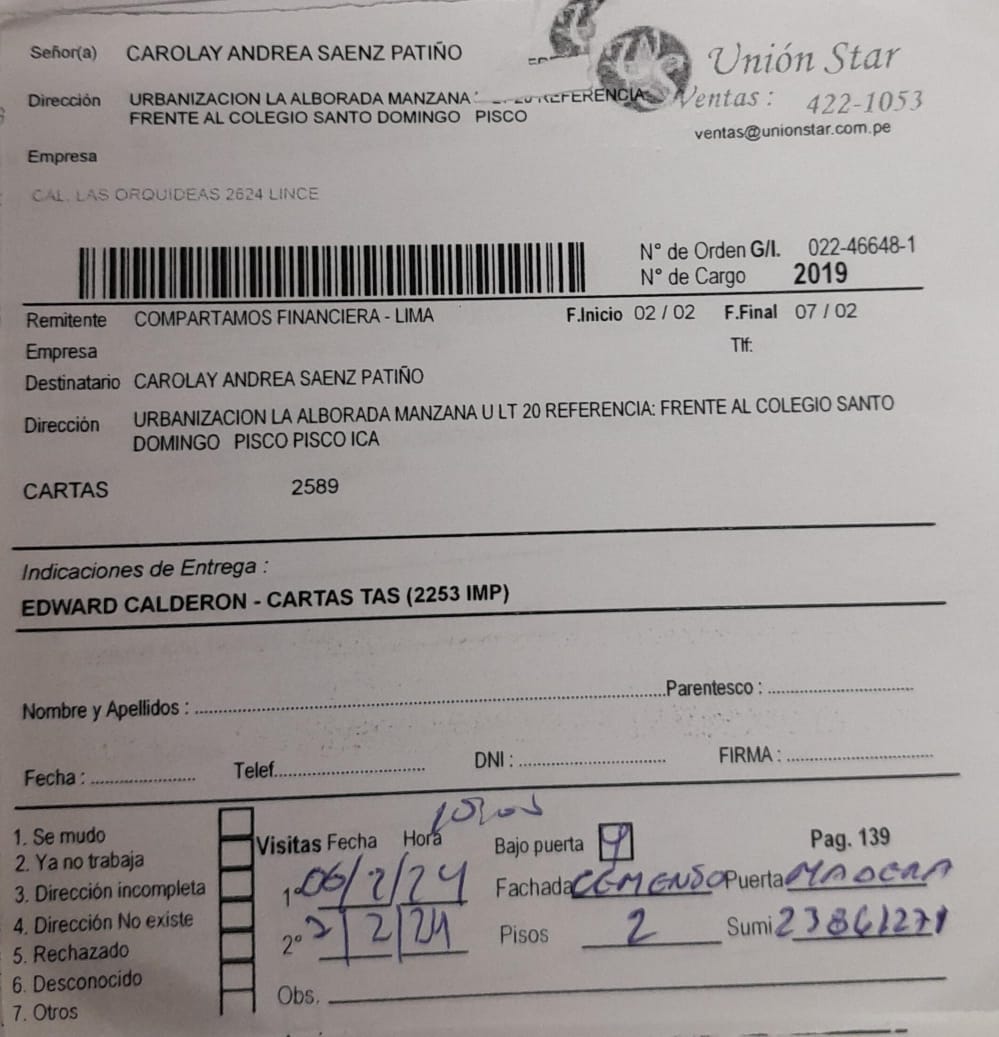 Señor(a) CAROLAY ANDREA SAENZ PATIÑO
Unión Star
Dirección URBANIZACION LA ALBORADA MANZANA REFERENCIA
FRENTE AL COLEGIO SANTO DOMINGO PISCO
Ventas : 422-1053
ventas@unionstar.com.pe
Empresa
CAL. LAS ORQUIDEAS 2624 LINCE
N° de Orden G/I. 022-46648-1
N° de Cargo 2019
Remitente COMPARTAMOS FINANCIERA - LIMA F.Inicio 02 / 02 F.Final 07 / 02
Empresa Tlf:
Destinatario CAROLAY ANDREA SAENZ PATIÑO
Dirección URBANIZACION LA ALBORADA MANZANA U LT 20 REFERENCIA: FRENTE AL COLEGIO SANTO
DOMINGO PISCO PISCO ICA
CARTAS 2589
Indicaciones de Entrega :
EDWARD CALDERON - CARTAS TAS (2253 IMP)
Nombre y Apellidos : Parentesco :
Fecha : Telef. DNI : FIRMA :
1. Se mudo
2. Ya no trabaja
3. Dirección incompleta
4. Dirección No existe
5. Rechazado
6. Desconocido
7. Otros
Visitas Fecha Hora Bajo puerta Pag. 139
1° 06/2/24 Fachada CEMENSO Puerta MADERA
2° 2/24 Pisos 2 Sumi
Obs.